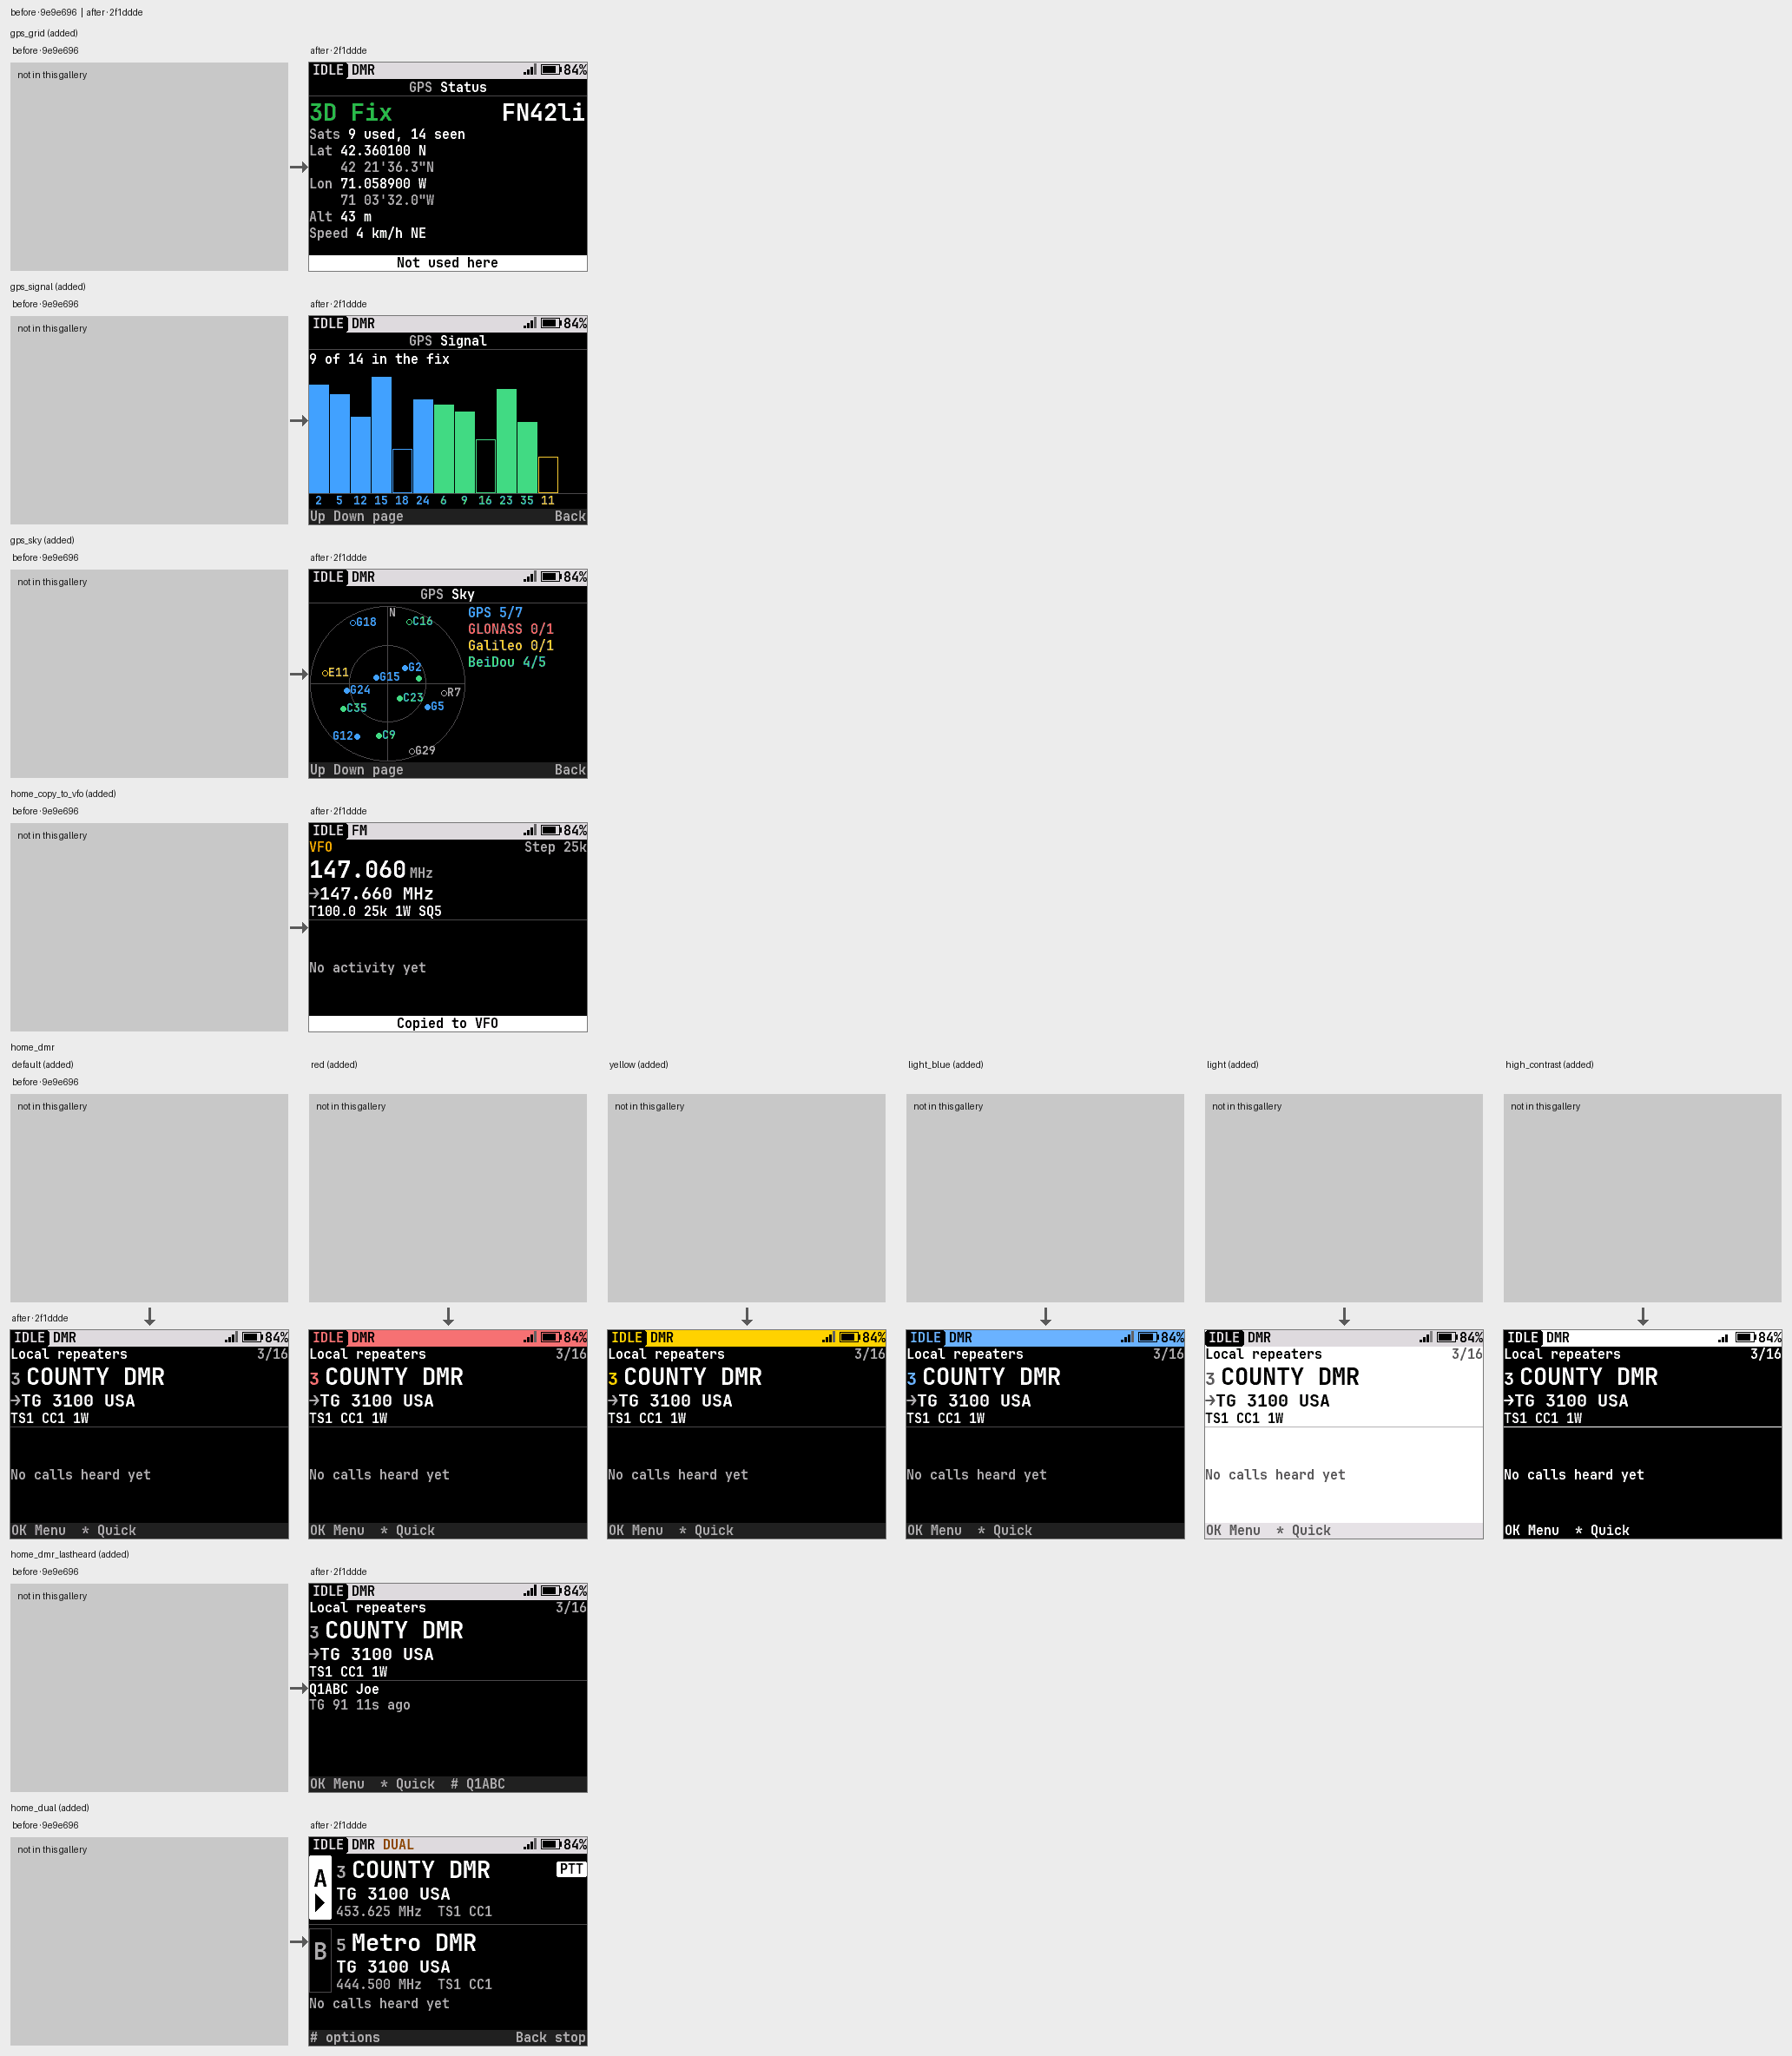 before · 9e9e696 | after · 2f1ddde
gps_grid (added)
before · 9e9e696
after · 2f1ddde
not in this gallery
IDLE DMR 84%
GPS Status
3D Fix FN42li
Sats 9 used, 14 seen
Lat 42.360100 N
42 21'36.3"N
Lon 71.058900 W
71 03'32.0"W
Alt 43 m
Speed 4 km/h NE
Not used here
gps_signal (added)
before · 9e9e696
after · 2f1ddde
not in this gallery
IDLE DMR 84%
GPS Signal
9 of 14 in the fix
2 5 12 15 18 24 6 9 16 23 35 11
Up Down page Back
gps_sky (added)
before · 9e9e696
after · 2f1ddde
not in this gallery
IDLE DMR 84%
GPS Sky
N
G18
C16
E11
G2
G15
G24
R7
C23
C35
G5
G12
C9
G29
GPS 5/7
GLONASS 0/1
Galileo 0/1
BeiDou 4/5
Up Down page Back
home_copy_to_vfo (added)
before · 9e9e696
after · 2f1ddde
not in this gallery
IDLE FM 84%
VFO Step 25k
147.060 MHz
→147.660 MHz
T100.0 25k 1W SQ5
No activity yet
Copied to VFO
home_dmr
default (added)
red (added)
yellow (added)
light_blue (added)
light (added)
high_contrast (added)
before · 9e9e696
not in this gallery
not in this gallery
not in this gallery
not in this gallery
not in this gallery
not in this gallery
after · 2f1ddde
IDLE DMR 84%
Local repeaters 3/16
3 COUNTY DMR
→TG 3100 USA
TS1 CC1 1W
No calls heard yet
OK Menu * Quick
IDLE DMR 84%
Local repeaters 3/16
3 COUNTY DMR
→TG 3100 USA
TS1 CC1 1W
No calls heard yet
OK Menu * Quick
IDLE DMR 84%
Local repeaters 3/16
3 COUNTY DMR
→TG 3100 USA
TS1 CC1 1W
No calls heard yet
OK Menu * Quick
IDLE DMR 84%
Local repeaters 3/16
3 COUNTY DMR
→TG 3100 USA
TS1 CC1 1W
No calls heard yet
OK Menu * Quick
IDLE DMR 84%
Local repeaters 3/16
3 COUNTY DMR
→TG 3100 USA
TS1 CC1 1W
No calls heard yet
OK Menu * Quick
IDLE DMR 84%
Local repeaters 3/16
3 COUNTY DMR
→TG 3100 USA
TS1 CC1 1W
No calls heard yet
OK Menu * Quick
home_dmr_lastheard (added)
before · 9e9e696
after · 2f1ddde
not in this gallery
IDLE DMR 84%
Local repeaters 3/16
3 COUNTY DMR
→TG 3100 USA
TS1 CC1 1W
Q1ABC Joe
TG 91 11s ago
OK Menu * Quick # Q1ABC
home_dual (added)
before · 9e9e696
after · 2f1ddde
not in this gallery
IDLE DMR DUAL 84%
A 3 COUNTY DMR PTT
TG 3100 USA
453.625 MHz TS1 CC1
B 5 Metro DMR
TG 3100 USA
444.500 MHz TS1 CC1
No calls heard yet
# options Back stop